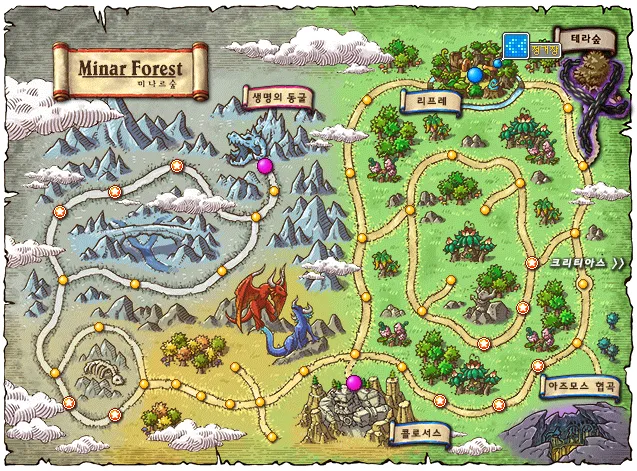 Minar Forest
미나르숲
생명의 동굴
리프레
정거장
테라숲
크리티아스 >>
아즈모스 협곡
플로서스